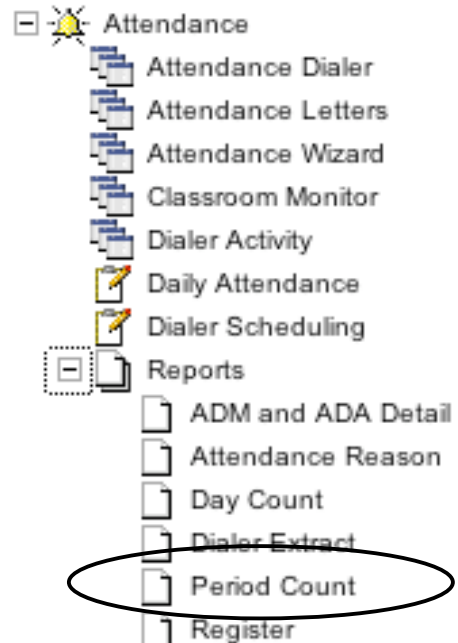 Attendance
Attendance Dialer
Attendance Letters
Attendance Wizard
Classroom Monitor
Dialer Activity
Daily Attendance
Dialer Scheduling
Reports
ADM and ADA Detail
Attendance Reason
Day Count
Dialer Extract
Period Count
Register